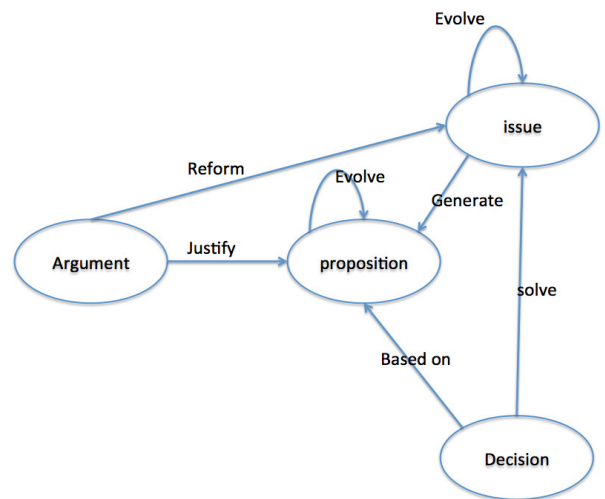 Evolve
issue
Reform
Evolve
Generate
Justify
Argument
proposition
solve
Based on
Decision